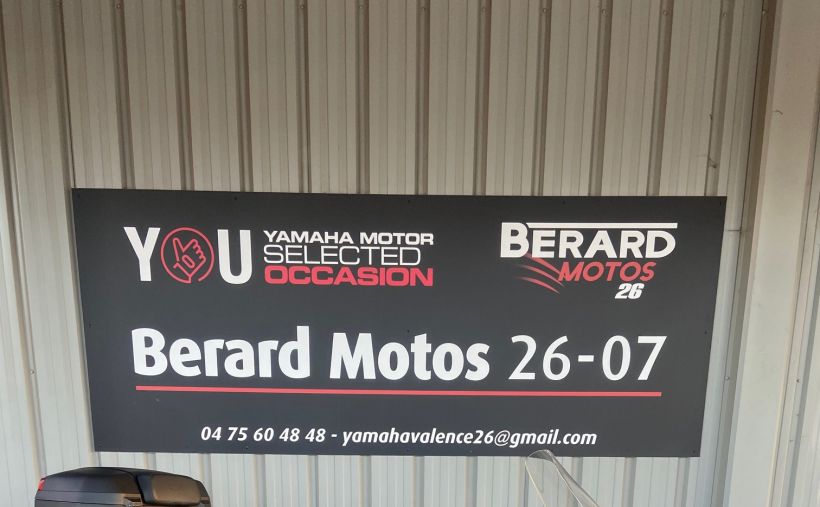 YOU YAMAHA MOTOR
SELECTED
OCCASION
BERARD
MOTOS
26
Berard Motos 26-07
04 75 60 48 48 - yamahavalence26@gmail.com